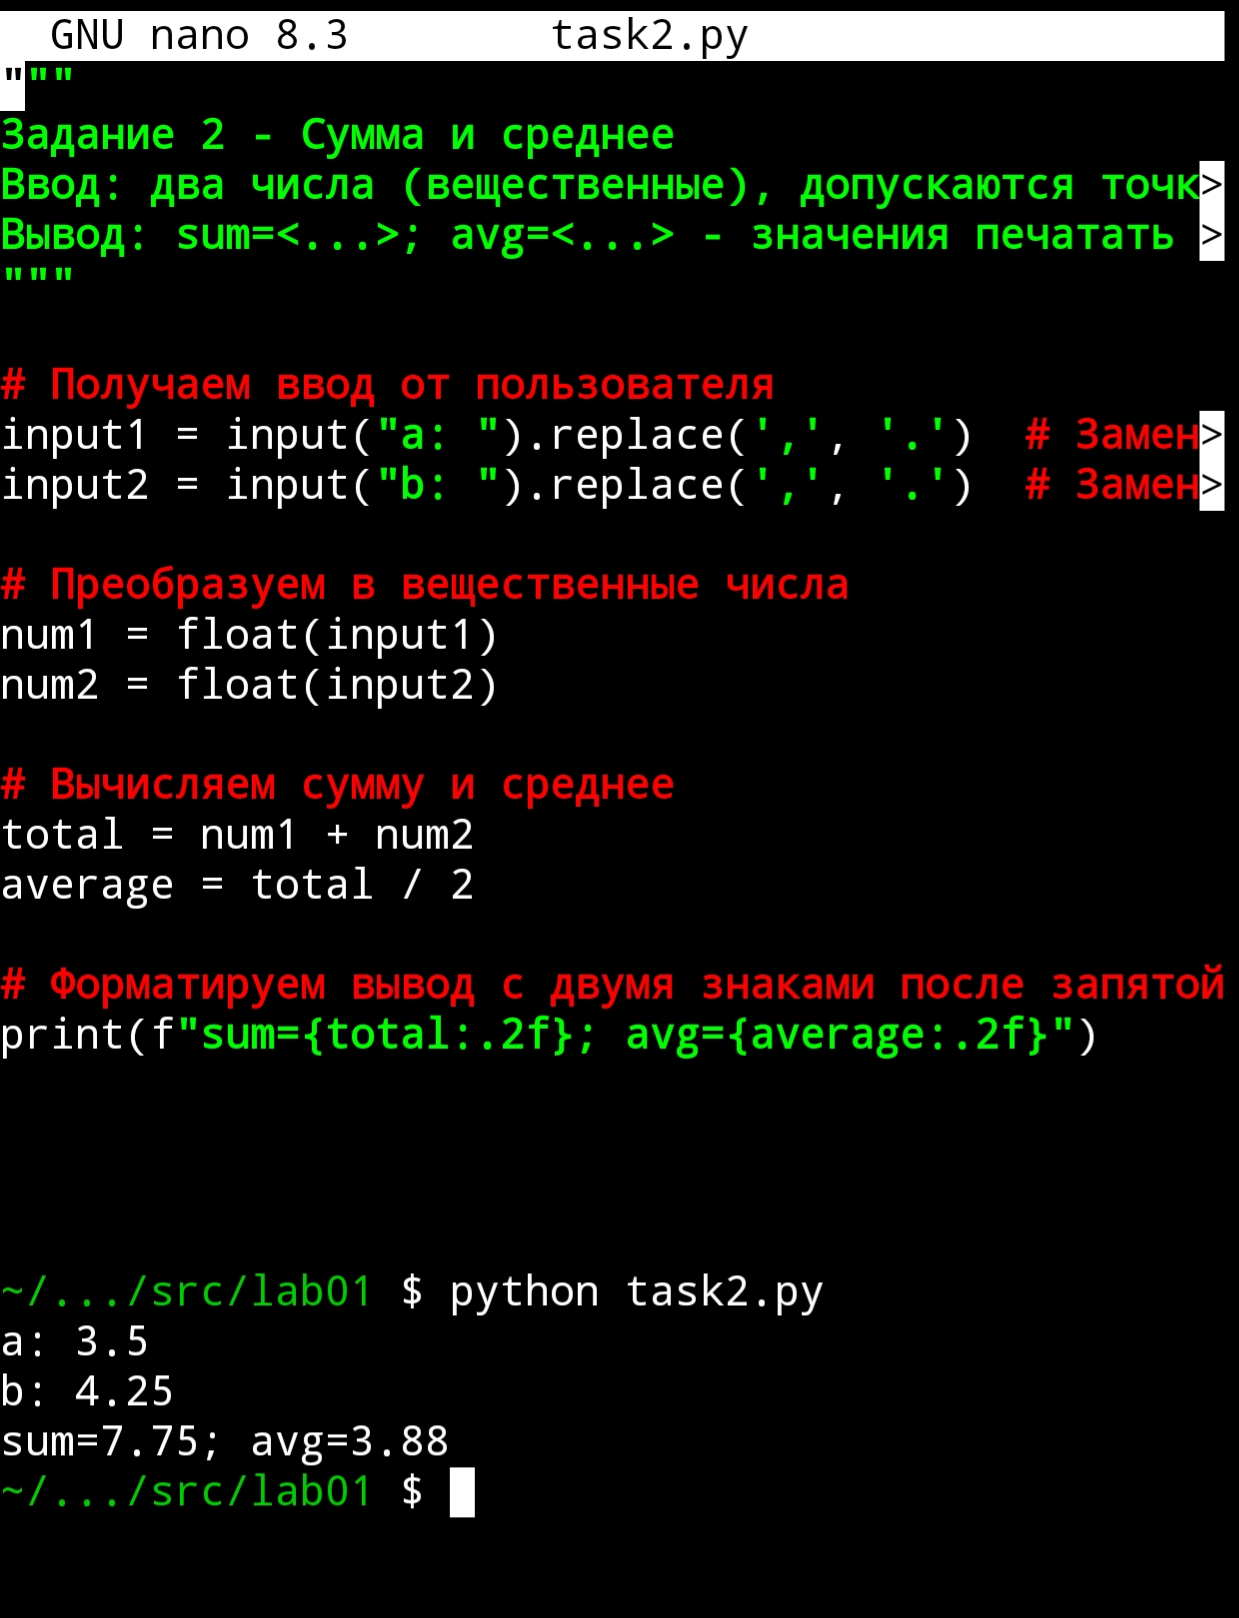 GNU nano 8.3 task2.py
"""
Задание 2 - Сумма и среднее
Ввод: два числа (вещественные), допускаются точк>
Вывод: sum=<...>; avg=<...> - значения печатать >
"""
# Получаем ввод от пользователя
input1 = input("a: ").replace(',', '.')  # Замен>
input2 = input("b: ").replace(',', '.')  # Замен>
# Преобразуем в вещественные числа
num1 = float(input1)
num2 = float(input2)
# Вычисляем сумму и среднее
total = num1 + num2
average = total / 2
# Форматируем вывод с двумя знаками после запятой
print(f"sum={total:.2f}; avg={average:.2f}")
~/.../src/lab01 $ python task2.py
a: 3.5
b: 4.25
sum=7.75; avg=3.88
~/.../src/lab01 $